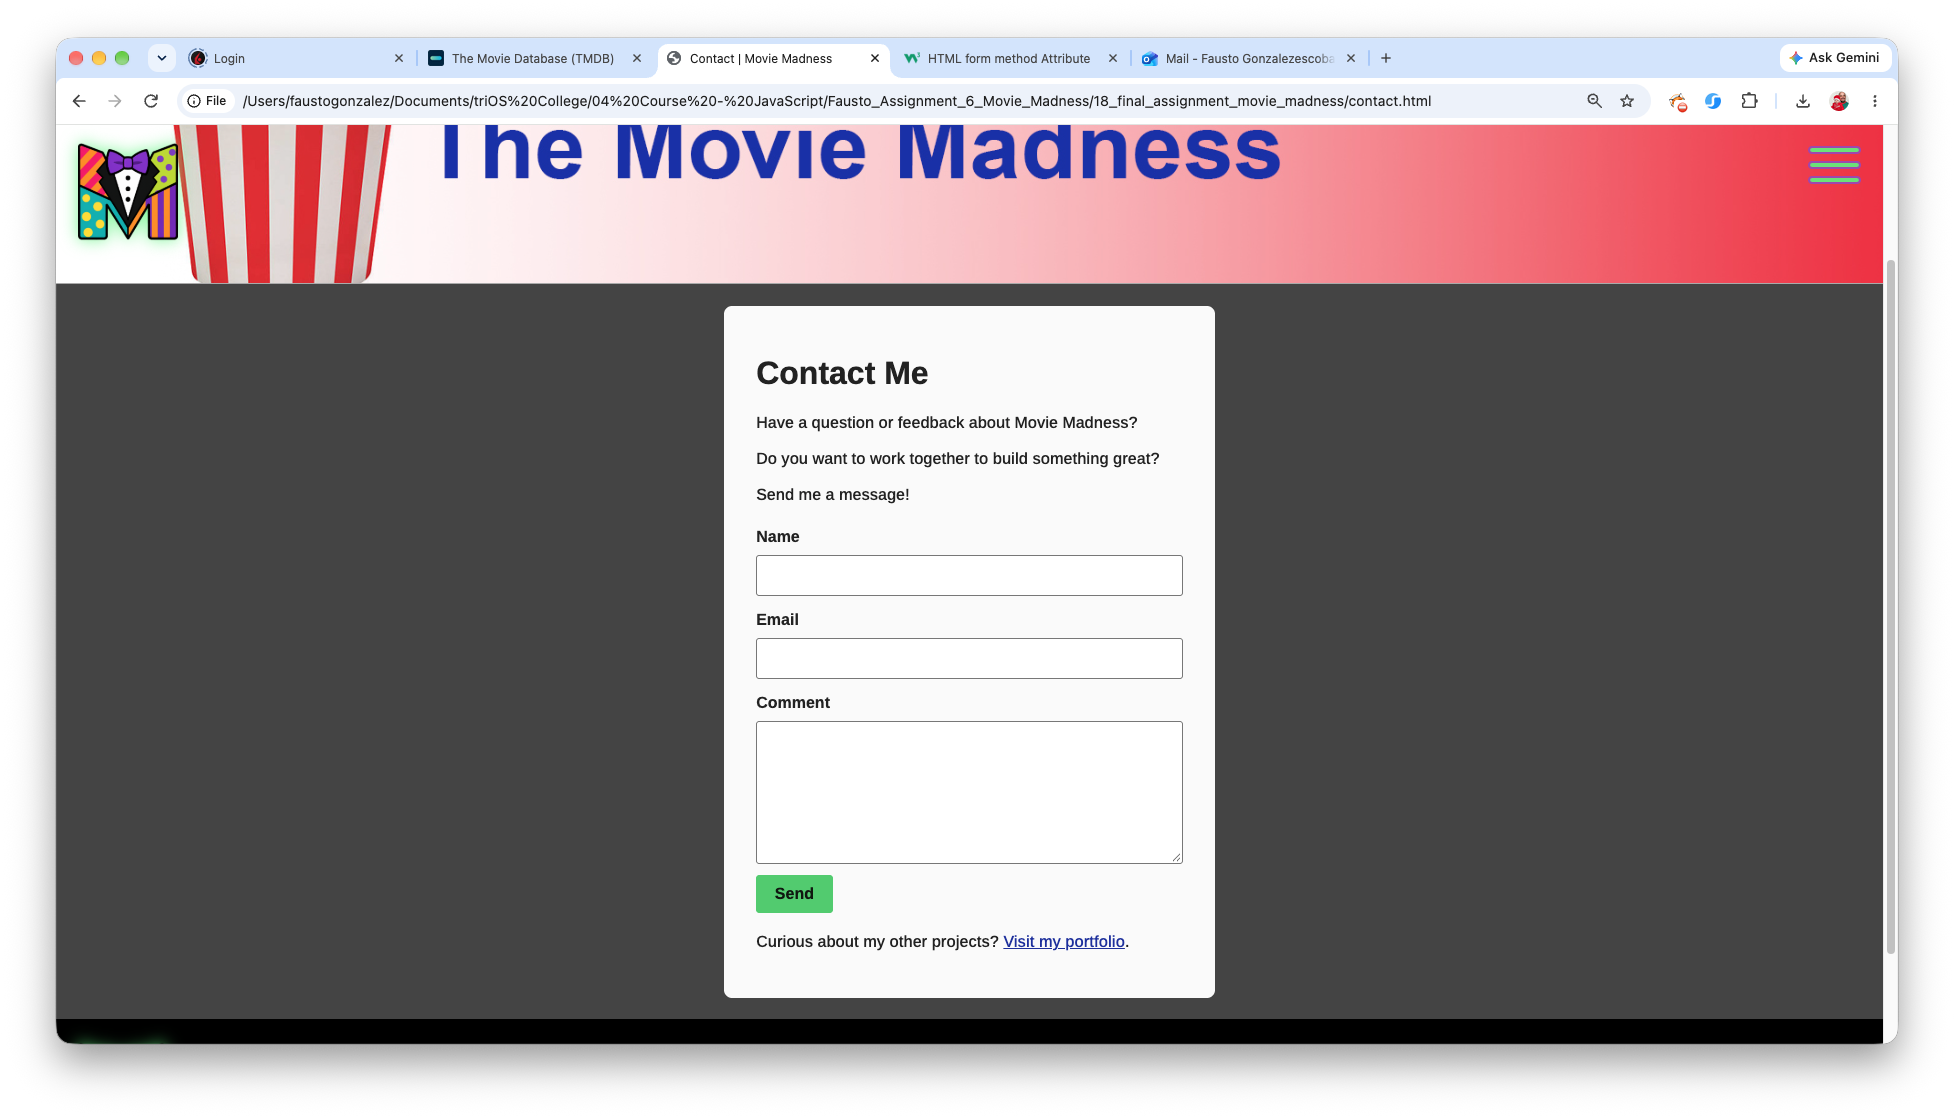 Login
The Movie Database (TMDB)
Contact | Movie Madness
HTML form method Attribute
Mail - Fausto Gonzalezescoba
Ask Gemini
File
/Users/faustogonzalez/Documents/triOS%20College/04%20Course%20-%20JavaScript/Fausto_Assignment_6_Movie_Madness/18_final_assignment_movie_madness/contact.html
The Movie Madness
Contact Me
Have a question or feedback about Movie Madness?
Do you want to work together to build something great?
Send me a message!
Name
Email
Comment
Send
Curious about my other projects? Visit my portfolio.